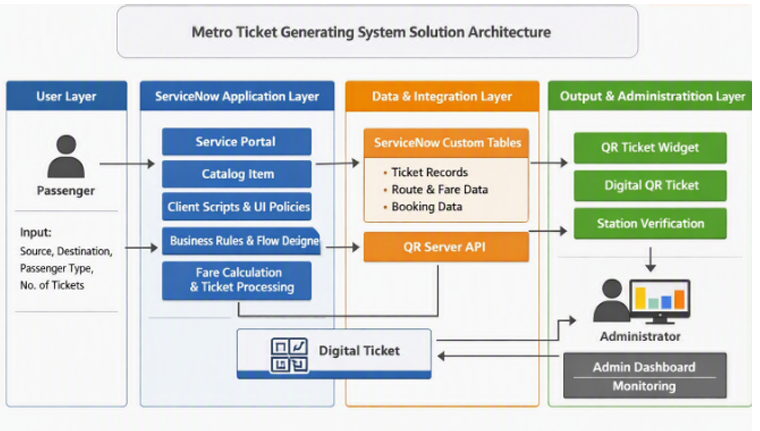 Metro Ticket Generating System Solution Architecture
User Layer
Passenger
Input:
Source, Destination,
Passenger Type,
No. of Tickets
ServiceNow Application Layer
Service Portal
Catalog Item
Client Scripts & UI Policies
Business Rules & Flow Designe
Fare Calculation
& Ticket Processing
Data & Integration Layer
ServiceNow Custom Tables
• Ticket Records
• Route & Fare Data
• Booking Data
QR Server API
Digital Ticket
Output & Administratition Layer
QR Ticket Widget
Digital QR Ticket
Station Verification
Administrator
Admin Dashboard
Monitoring